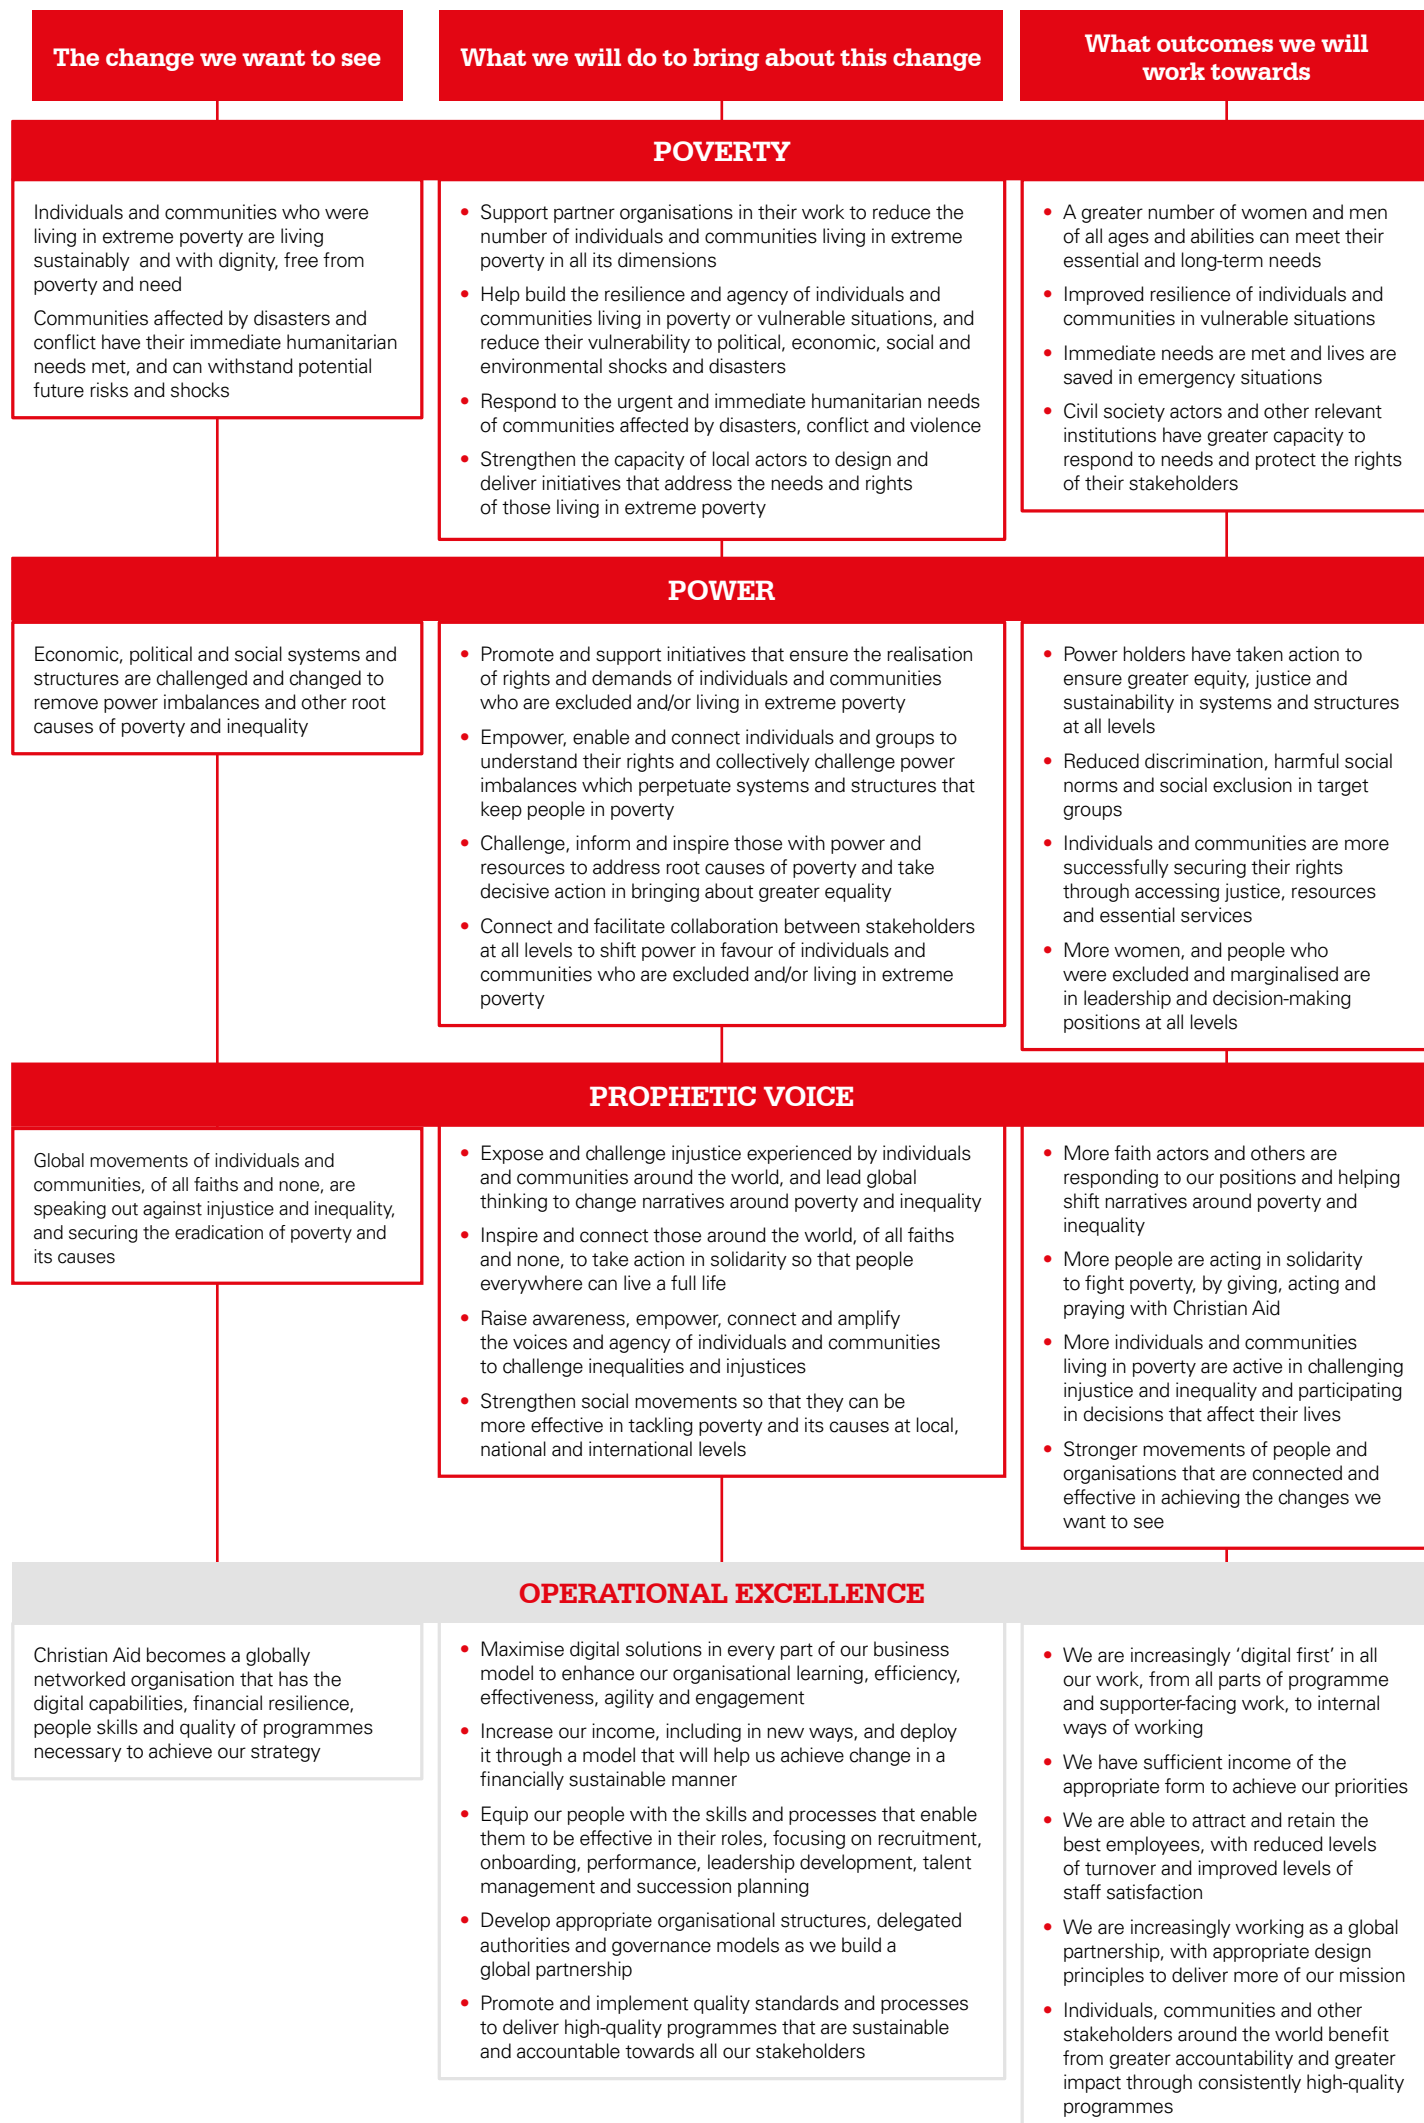 The change we want to see
What we will do to bring about this change
What outcomes we will
work towards
POVERTY
Individuals and communities who were
living in extreme poverty are living
sustainably and with dignity, free from
poverty and need
Communities affected by disasters and
conflict have their immediate humanitarian
needs met, and can withstand potential
future risks and shocks
• Support partner organisations in their work to reduce the
number of individuals and communities living in extreme
poverty in all its dimensions
• Help build the resilience and agency of individuals and
communities living in poverty or vulnerable situations, and
reduce their vulnerability to political, economic, social and
environmental shocks and disasters
• Respond to the urgent and immediate humanitarian needs
of communities affected by disasters, conflict and violence
• Strengthen the capacity of local actors to design and
deliver initiatives that address the needs and rights
of those living in extreme poverty
• A greater number of women and men
of all ages and abilities can meet their
essential and long-term needs
• Improved resilience of individuals and
communities in vulnerable situations
• Immediate needs are met and lives are
saved in emergency situations
• Civil society actors and other relevant
institutions have greater capacity to
respond to needs and protect the rights
of their stakeholders
POWER
Economic, political and social systems and
structures are challenged and changed to
remove power imbalances and other root
causes of poverty and inequality
• Promote and support initiatives that ensure the realisation
of rights and demands of individuals and communities
who are excluded and/or living in extreme poverty
• Empower, enable and connect individuals and groups to
understand their rights and collectively challenge power
imbalances which perpetuate systems and structures that
keep people in poverty
• Challenge, inform and inspire those with power and
resources to address root causes of poverty and take
decisive action in bringing about greater equality
• Connect and facilitate collaboration between stakeholders
at all levels to shift power in favour of individuals and
communities who are excluded and/or living in extreme
poverty
• Power holders have taken action to
ensure greater equity, justice and
sustainability in systems and structures
at all levels
• Reduced discrimination, harmful social
norms and social exclusion in target
groups
• Individuals and communities are more
successfully securing their rights
through accessing justice, resources
and essential services
• More women, and people who
were excluded and marginalised are
in leadership and decision-making
positions at all levels
PROPHETIC VOICE
Global movements of individuals and
communities, of all faiths and none, are
speaking out against injustice and inequality,
and securing the eradication of poverty and
its causes
• Expose and challenge injustice experienced by individuals
and communities around the world, and lead global
thinking to change narratives around poverty and inequality
• Inspire and connect those around the world, of all faiths
and none, to take action in solidarity so that people
everywhere can live a full life
• Raise awareness, empower, connect and amplify
the voices and agency of individuals and communities
to challenge inequalities and injustices
• Strengthen social movements so that they can be
more effective in tackling poverty and its causes at local,
national and international levels
• More faith actors and others are
responding to our positions and helping
shift narratives around poverty and
inequality
• More people are acting in solidarity
to fight poverty, by giving, acting and
praying with Christian Aid
• More individuals and communities
living in poverty are active in challenging
injustice and inequality and participating
in decisions that affect their lives
• Stronger movements of people and
organisations that are connected and
effective in achieving the changes we
want to see
OPERATIONAL EXCELLENCE
Christian Aid becomes a globally
networked organisation that has the
digital capabilities, financial resilience,
people skills and quality of programmes
necessary to achieve our strategy
• Maximise digital solutions in every part of our business
model to enhance our organisational learning, efficiency,
effectiveness, agility and engagement
• Increase our income, including in new ways, and deploy
it through a model that will help us achieve change in a
financially sustainable manner
• Equip our people with the skills and processes that enable
them to be effective in their roles, focusing on recruitment,
onboarding, performance, leadership development, talent
management and succession planning
• Develop appropriate organisational structures, delegated
authorities and governance models as we build a
global partnership
• Promote and implement quality standards and processes
to deliver high-quality programmes that are sustainable
and accountable towards all our stakeholders
• We are increasingly ‘digital first’ in all
our work, from all parts of programme
and supporter-facing work, to internal
ways of working
• We have sufficient income of the
appropriate form to achieve our priorities
• We are able to attract and retain the
best employees, with reduced levels
of turnover and improved levels of
staff satisfaction
• We are increasingly working as a global
partnership, with appropriate design
principles to deliver more of our mission
• Individuals, communities and other
stakeholders around the world benefit
from greater accountability and greater
impact through consistently high-quality
programmes